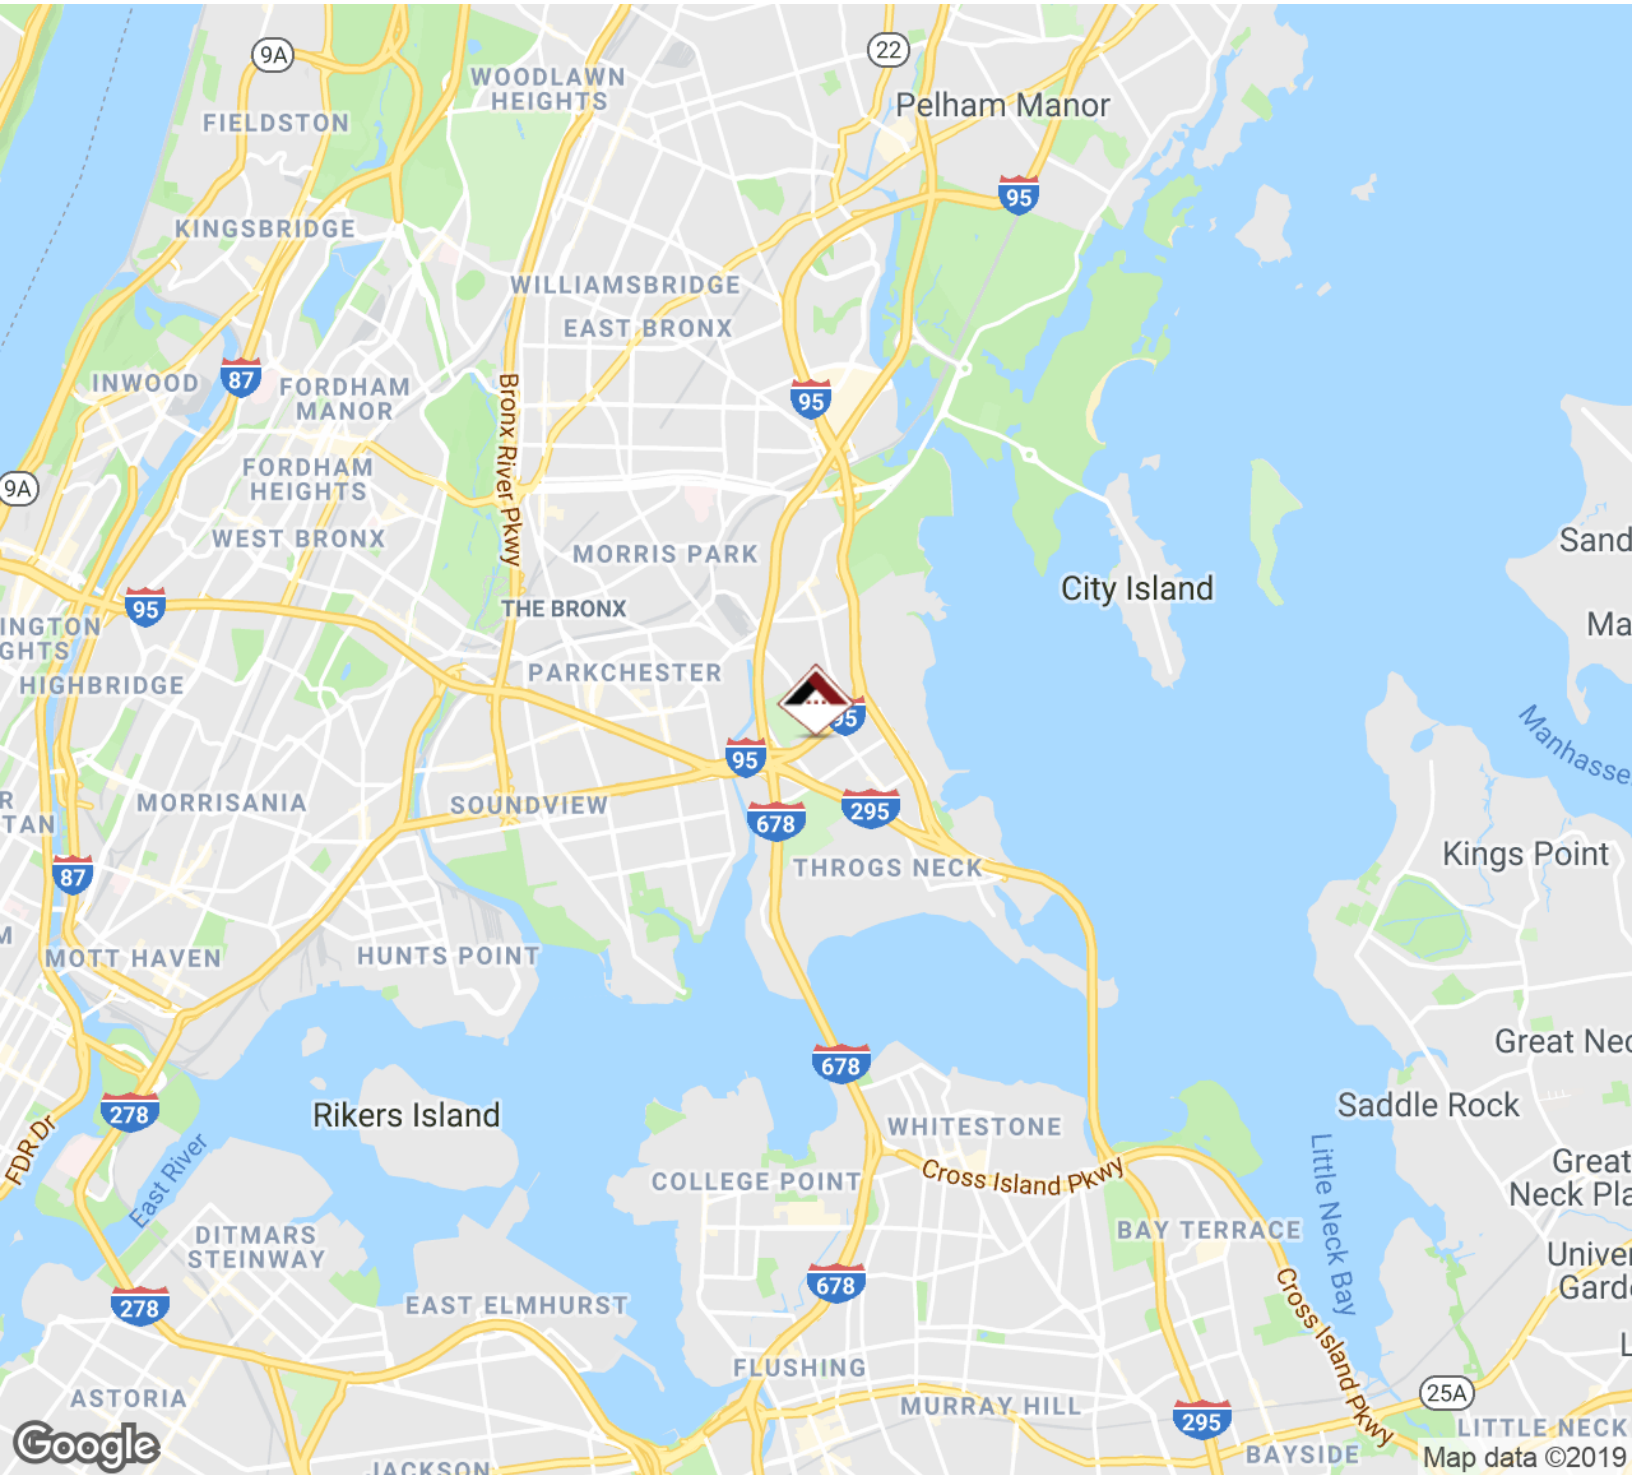 9A
22
WOODLAWN
HEIGHTS
Pelham Manor
FIELDSTON
95
KINGSBRIDGE
WILLIAMSBRIDGE
EAST BRONX
INWOOD
87
FORDHAM
MANOR
95
Bronx River Pkwy
FORDHAM
HEIGHTS
9A
WEST BRONX
MORRIS PARK
Sand
City Island
95
THE BRONX
INGTON
GHTS
Ma
HIGHBRIDGE
PARKCHESTER
95
Manhasse
95
MORRISANIA
SOUNDVIEW
678
295
R
TAN
Kings Point
87
THROGS NECK
M
MOTT HAVEN
HUNTS POINT
Great Nec
678
278
Rikers Island
Saddle Rock
WHITESTONE
FDR Dr
East River
Cross Island Pkwy
COLLEGE POINT
Little Neck Bay
Great
Neck Pla
DITMARS
STEINWAY
BAY TERRACE
Univer
Garde
678
278
EAST ELMHURST
Cross Island Pkwy
L
FLUSHING
ASTORIA
MURRAY HILL
25A
295
LITTLE NECK
Google
JACKSON
BAYSIDE
Map data ©2019